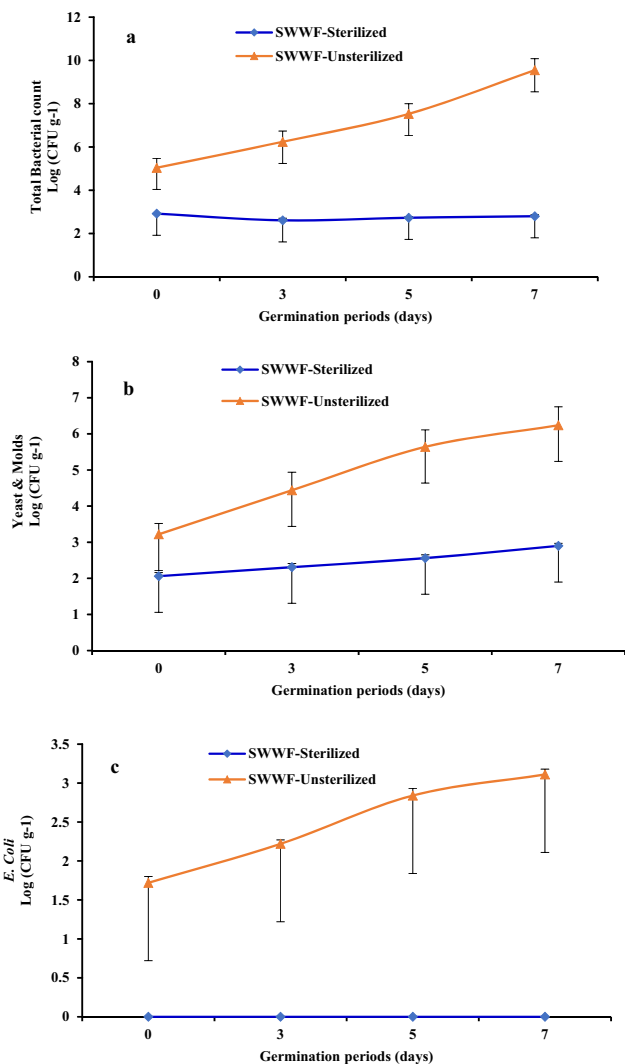 a
SWWF-Sterilized
SWWF-Unsterilized
Total Bacterial count
Log (CFU g-1)
12
10
8
6
4
2
0
0 3 5 7
Germination periods (days)
b
SWWF-Sterilized
SWWF-Unsterilized
Yeast & Molds
Log (CFU g-1)
8
7
6
5
4
3
2
1
0
0 3 5 7
Germination periods (days)
c
SWWF-Sterilized
SWWF-Unsterilized
E. Coli
Log (CFU g-1)
3.5
3
2.5
2
1.5
1
0.5
0
0 3 5 7
Germination periods (days)